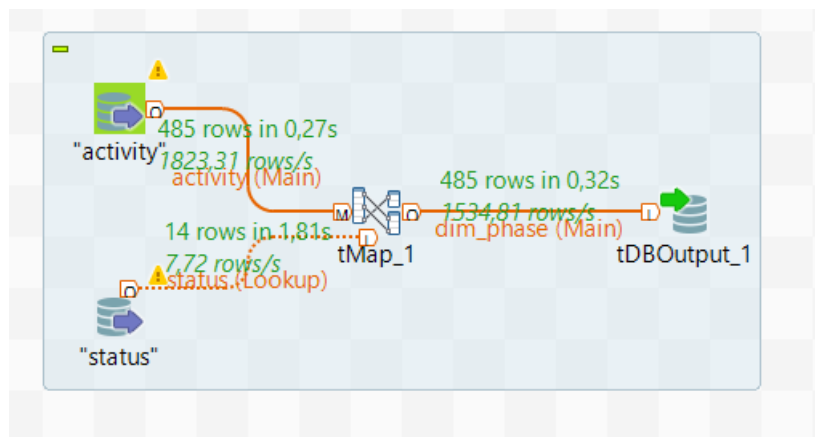 "activity"
485 rows in 0,27s
1823,31 rows/s
activity (Main)
14 rows in 1,81s
7,72 rows/s
status (Lookup)
"status"
tMap_1
485 rows in 0,32s
1534,81 rows/s
dim_phase (Main)
tDBOutput_1
O
M
O
I
I
O